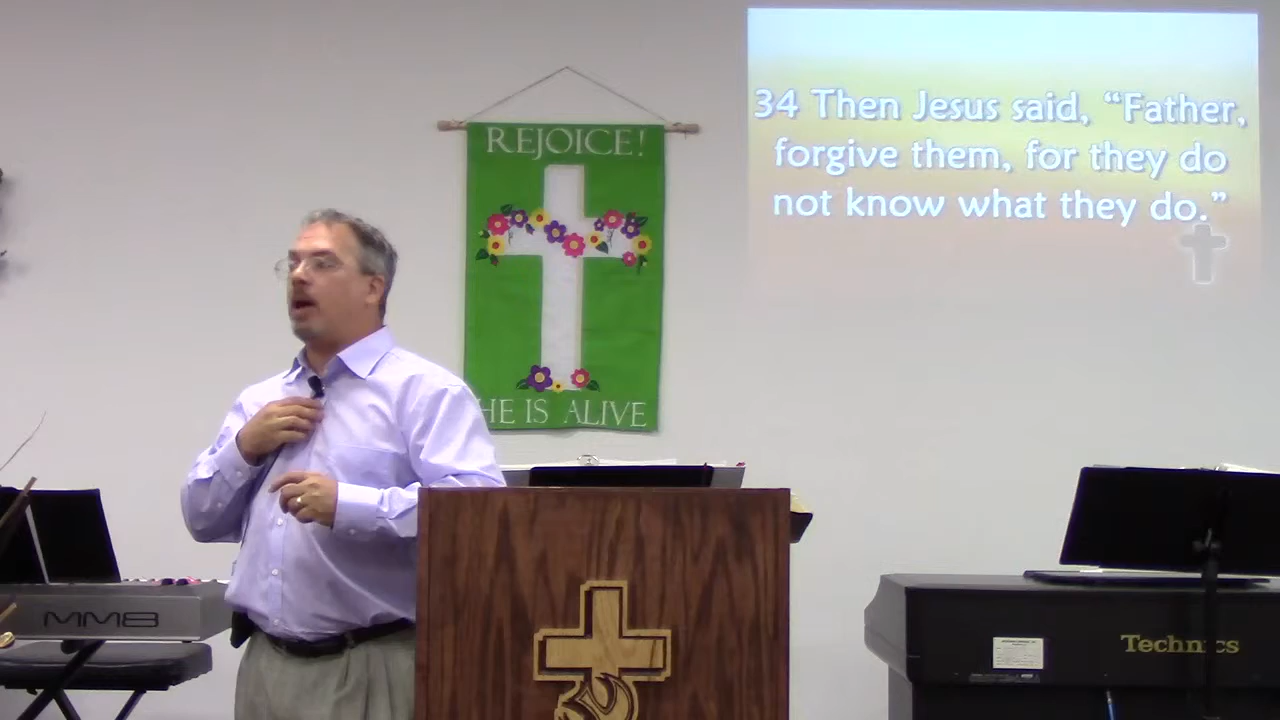 34 Then Jesus said, “Father,
forgive them, for they do
not know what they do.”
REJOICE!
HE IS ALIVE
MM8
Technics